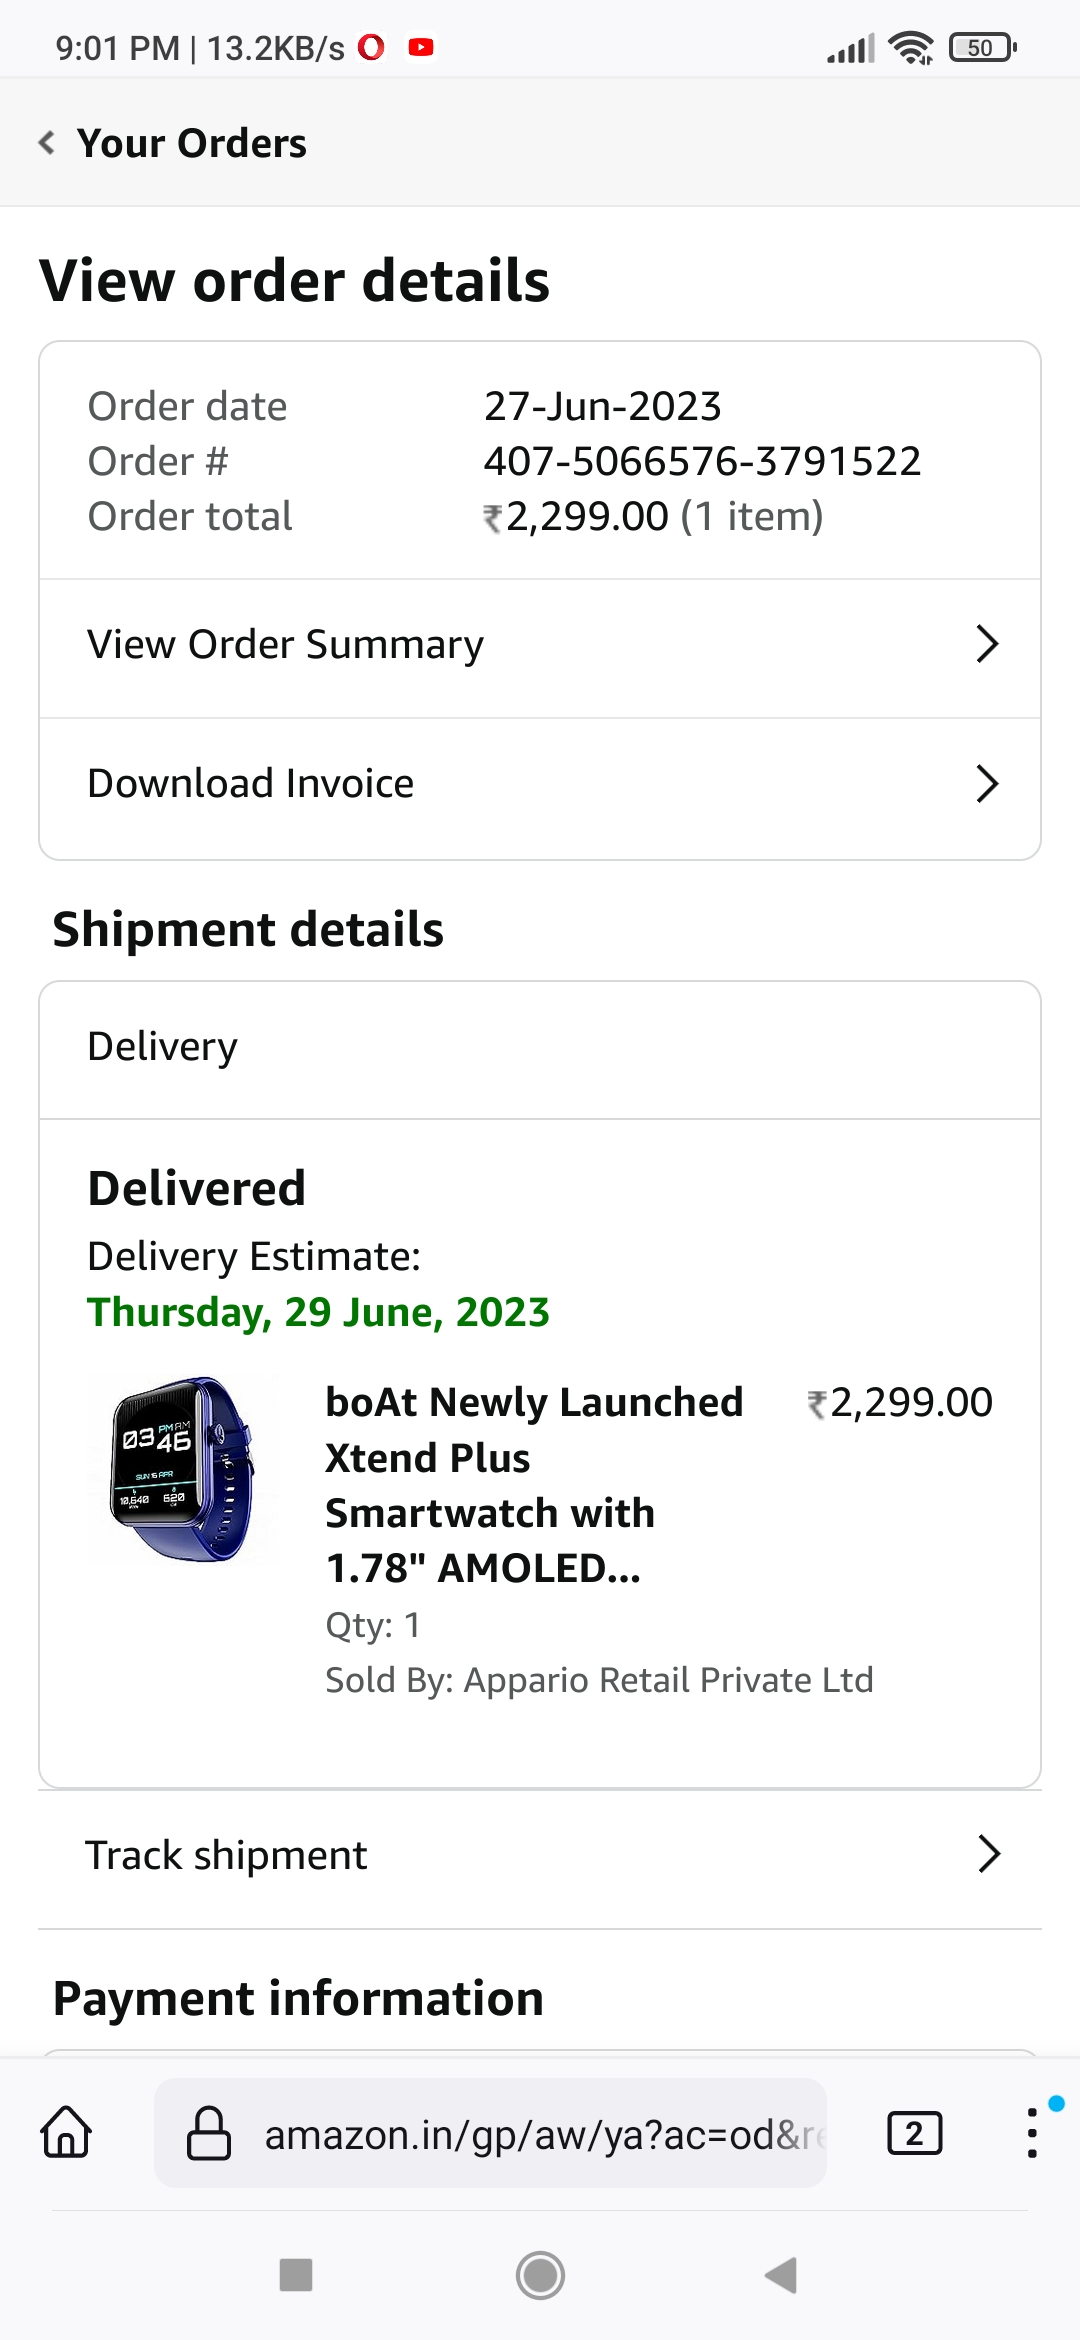 9:01 PM | 13.2KB/s
50
Your Orders
View order details
Order date 27-Jun-2023
Order # 407-5066576-3791522
Order total ₹2,299.00 (1 item)
View Order Summary
Download Invoice
Shipment details
Delivery
Delivered
Delivery Estimate:
Thursday, 29 June, 2023
03 PM AM
46
SUN 16 APR
10,640 620
boAt Newly Launched ₹2,299.00
Xtend Plus
Smartwatch with
1.78" AMOLED...
Qty: 1
Sold By: Appario Retail Private Ltd
Track shipment
Payment information
amazon.in/gp/aw/ya?ac=od&re
2